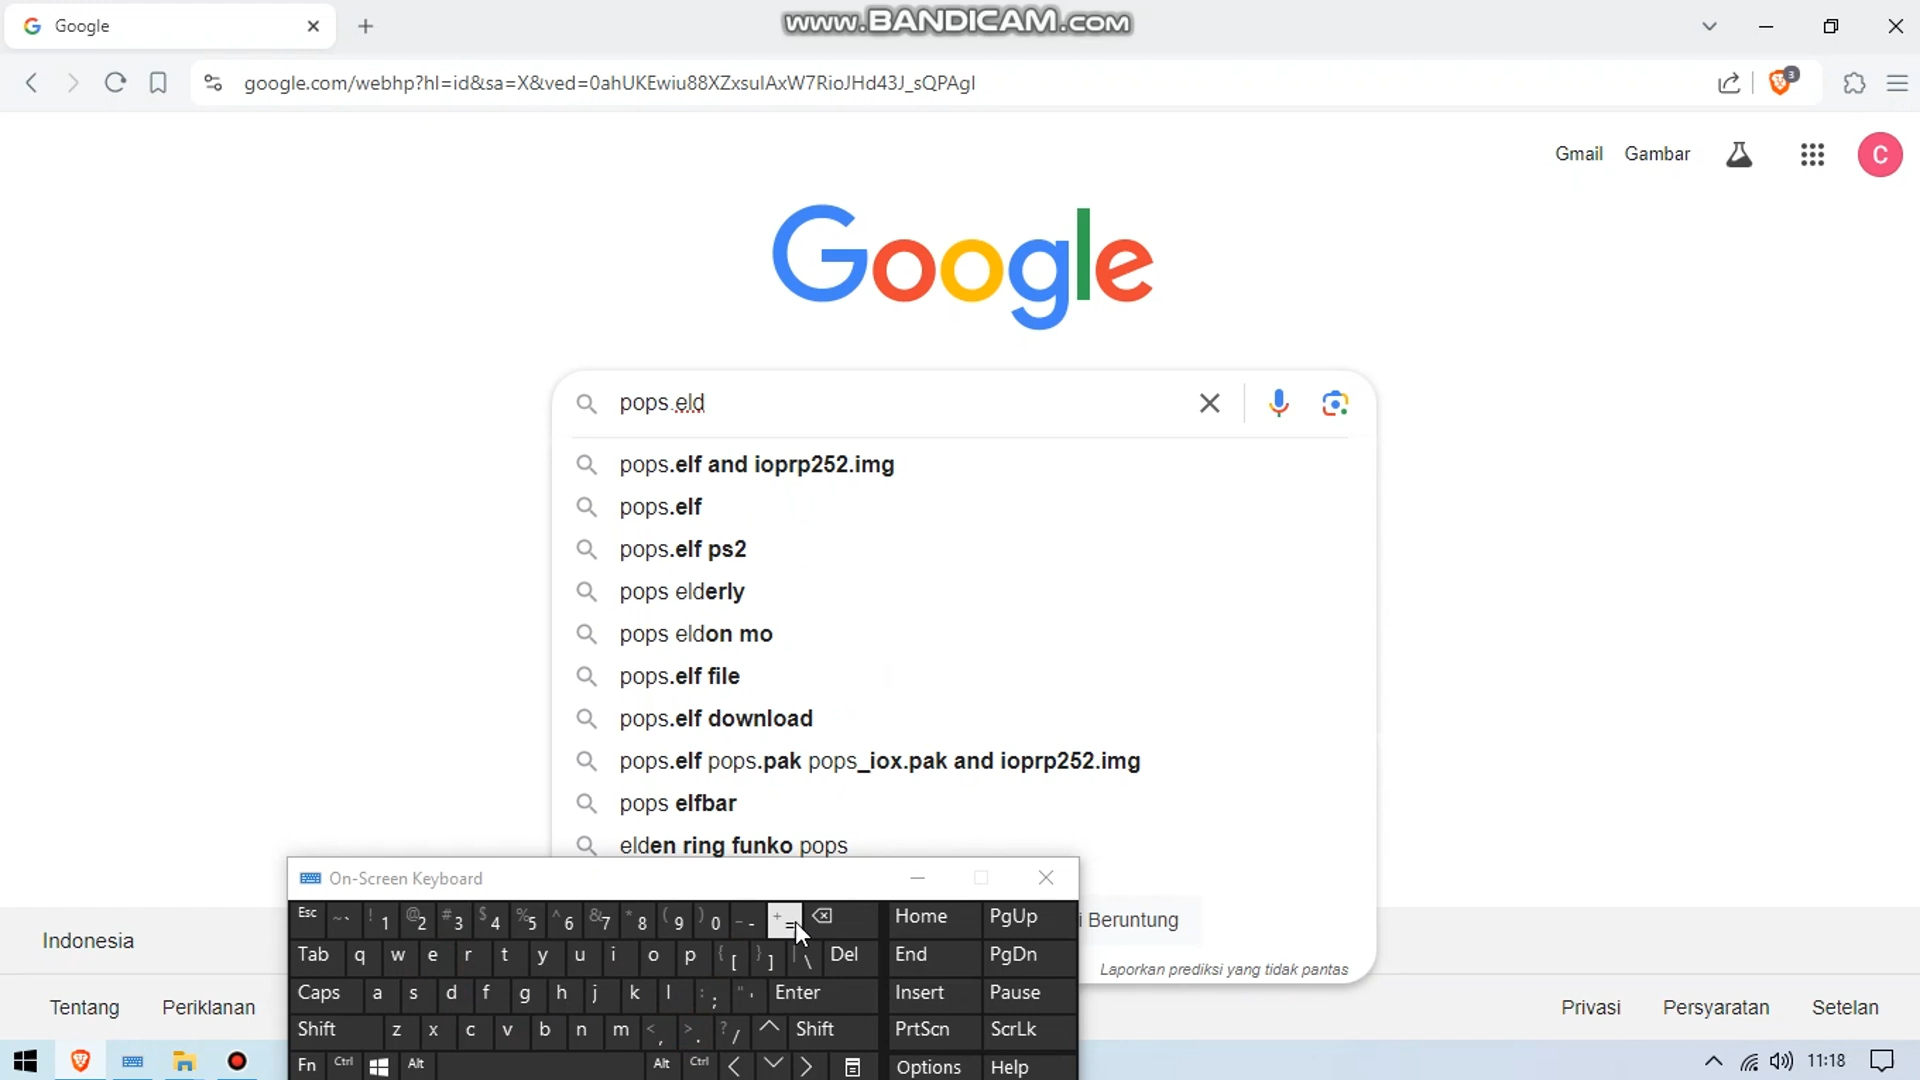 Google
www.BANDICAM.com
google.com/webhp?hl=id&sa=X&ved=0ahUKEwiu88XZxsuIAxW7RioJHd43J_sQPAgI
3
Gmail
Gambar
C
Google
pops eld
pops.elf and ioprp252.img
pops.elf
pops.elf ps2
pops elderly
pops eldon mo
pops.elf file
pops.elf download
pops.elf pops.pak pops_iox.pak and ioprp252.img
pops elfbar
elden ring funko pops
i Beruntung
Laporkan prediksi yang tidak pantas
Indonesia
Tentang
Periklanan
Privasi
Persyaratan
Setelan
On-Screen Keyboard
Esc ~ ` ! 1 @ 2 # 3 $ 4 % 5 ^ 6 & 7 * 8 ( 9 ) 0 _ - + = Home PgUp
Tab q w e r t y u i o p { [ } ] | \ Del End PgDn
Caps a s d f g h j k l : ; " ' Enter Insert Pause
Shift z x c v b n m < , > . ? / Shift PrtScn ScrLk
Fn Ctrl Alt Alt Ctrl Options Help
11:18